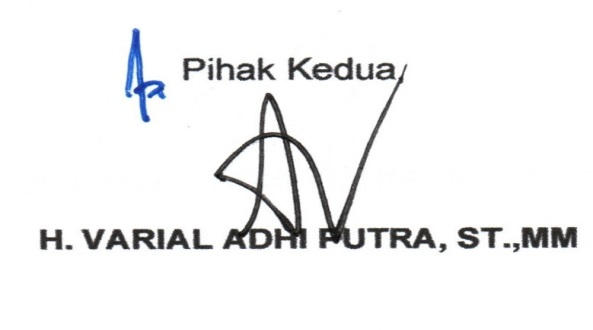 Pihak Kedua,
H. VARIAL ADHI PUTRA, ST.,MM